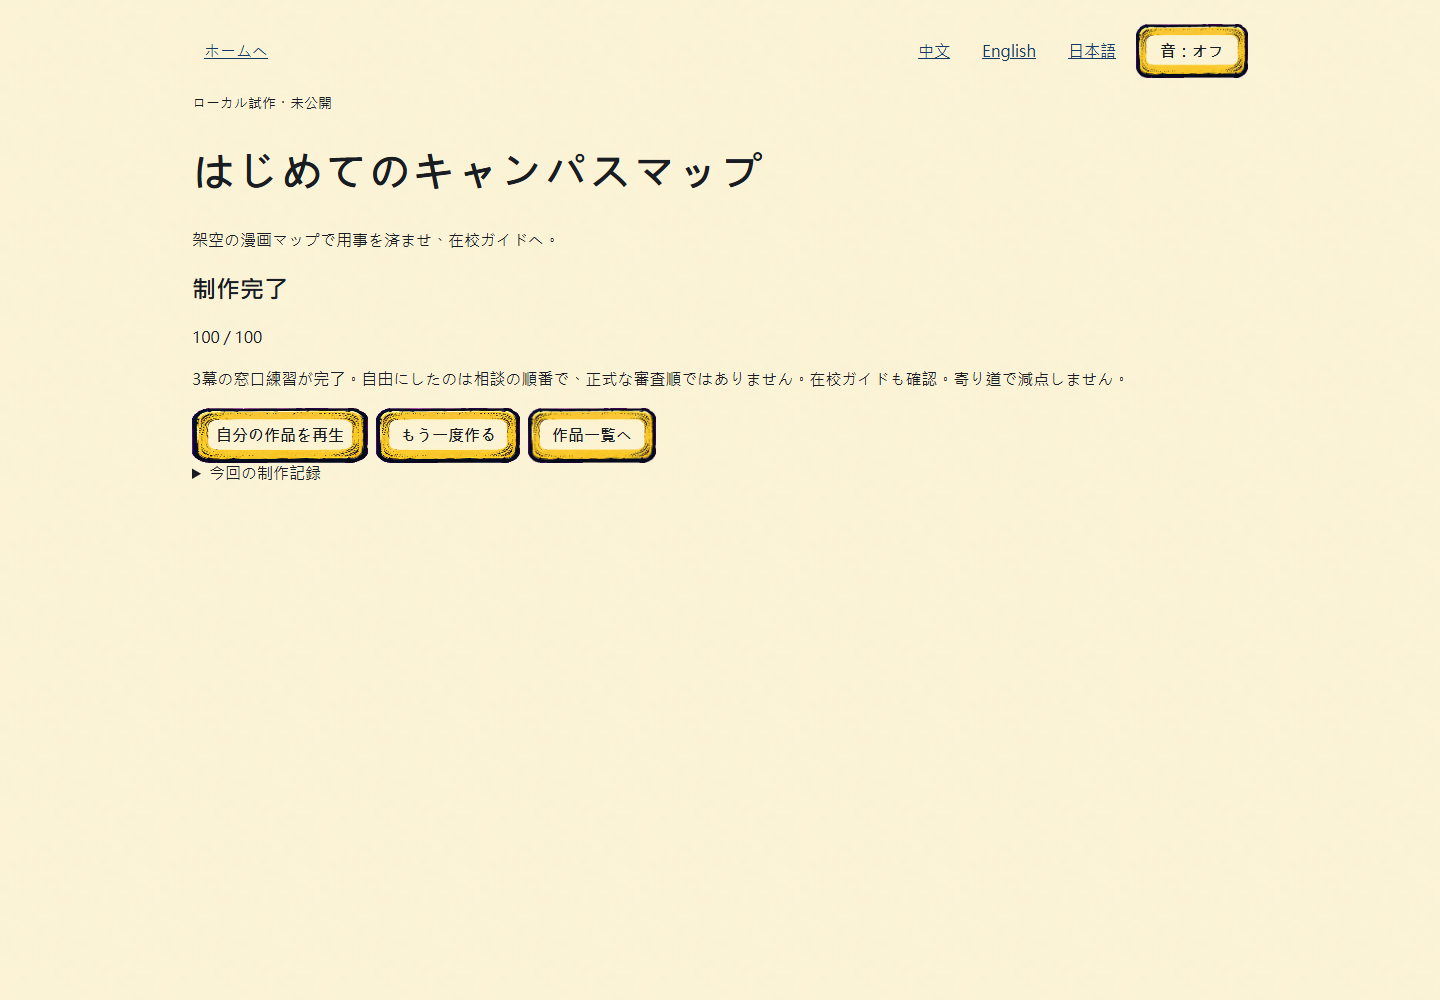 ホームへ
中文 English 日本語 音：オフ
ローカル試作・未公開
はじめてのキャンパスマップ
架空の漫画マップで用事を済ませ、在校ガイドへ。
制作完了
100 / 100
3幕の窓口練習が完了。自由にしたのは相談の順番で、正式な審査順ではありません。在校ガイドも確認。寄り道で減点しません。
自分の作品を再生 もう一度作る 作品一覧へ
▶ 今回の制作記録